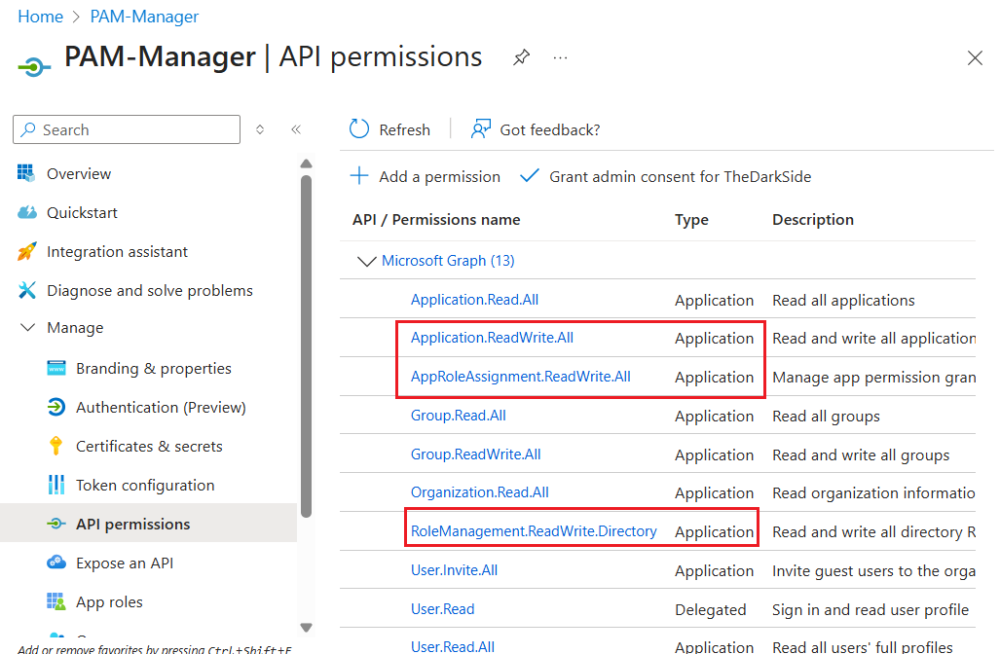 Home > PAM-Manager
PAM-Manager | API permissions ...
Search
Refresh Got feedback?
Overview
Quickstart
Integration assistant
Diagnose and solve problems
Manage
Branding & properties
Authentication (Preview)
Certificates & secrets
Token configuration
API permissions
Expose an API
App roles
Add or remove favorites by pressing Ctrl+Shift+F
Add a permission Grant admin consent for TheDarkSide
API / Permissions name Type Description
Microsoft Graph (13)
Application.Read.All Application Read all applications
Application.ReadWrite.All Application Read and write all application
AppRoleAssignment.ReadWrite.All Application Manage app permission gran
Group.Read.All Application Read all groups
Group.ReadWrite.All Application Read and write all groups
Organization.Read.All Application Read organization informatio
RoleManagement.ReadWrite.Directory Application Read and write all directory R
User.Invite.All Application Invite guest users to the orga
User.Read Delegated Sign in and read user profile
User.Read.All Application Read all users' full profiles